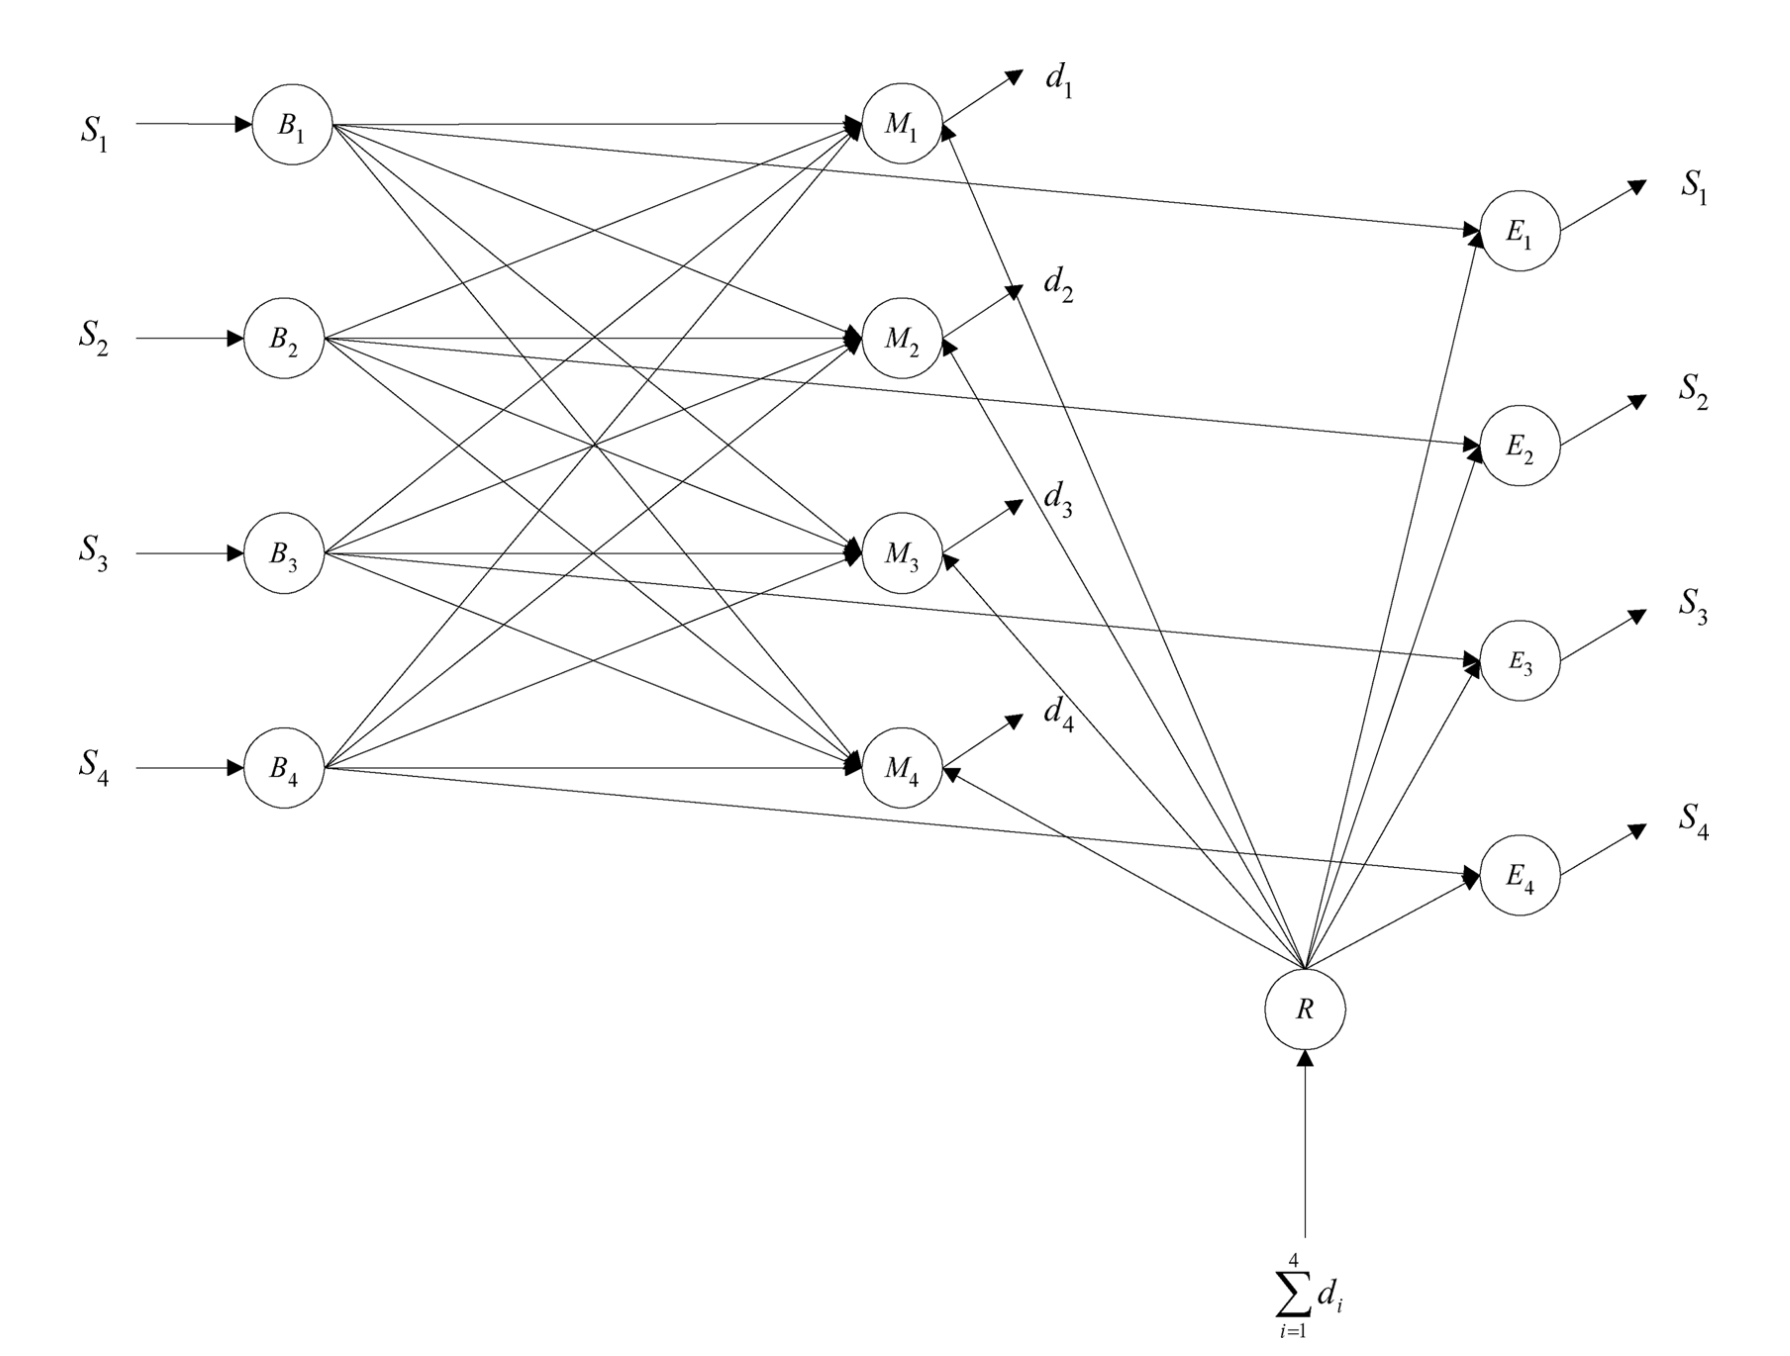 d₁
S₁ B₁ M₁
S₁
E₁
d₂
S₂ B₂ M₂
S₂
E₂
d₃
S₃ B₃ M₃
S₃
E₃
d₄
S₄ B₄ M₄
S₄
E₄
R
4
∑ dᵢ
i=1